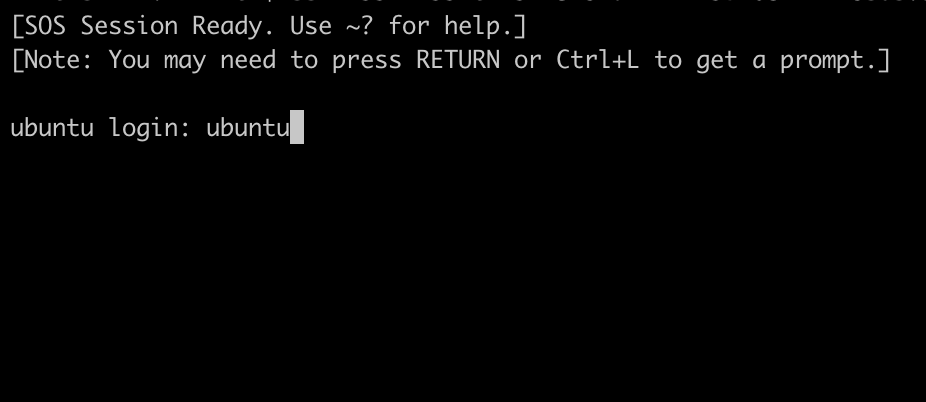 [SOS Session Ready. Use ~? for help.]
[Note: You may need to press RETURN or Ctrl+L to get a prompt.]
ubuntu login: ubuntu